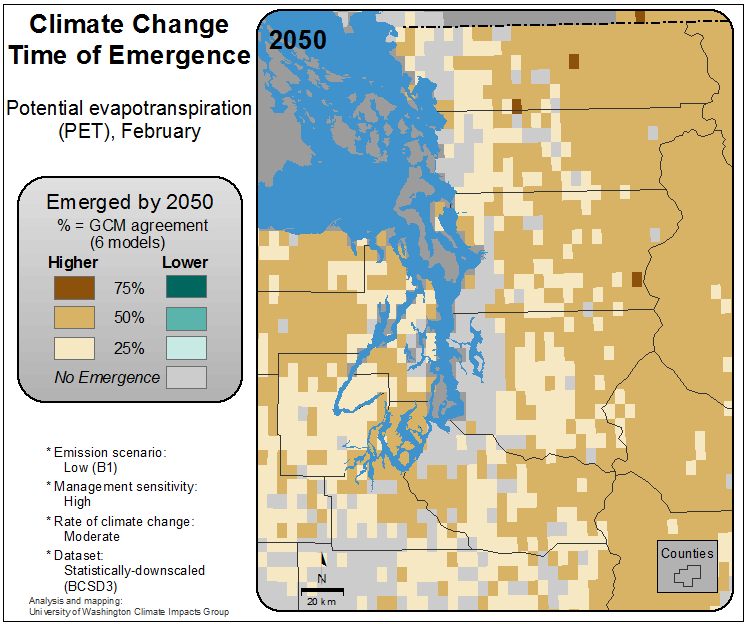 Climate Change
Time of Emergence
Potential evapotranspiration
(PET), February
Emerged by 2050
% = GCM agreement
(6 models)
Higher Lower
75%
50%
25%
No Emergence
* Emission scenario:
Low (B1)
* Management sensitivity:
High
* Rate of climate change:
Moderate
* Dataset:
Statistically-downscaled
(BCSD3)
Analysis and mapping:
University of Washington Climate Impacts Group
2050
Counties
N
20 km